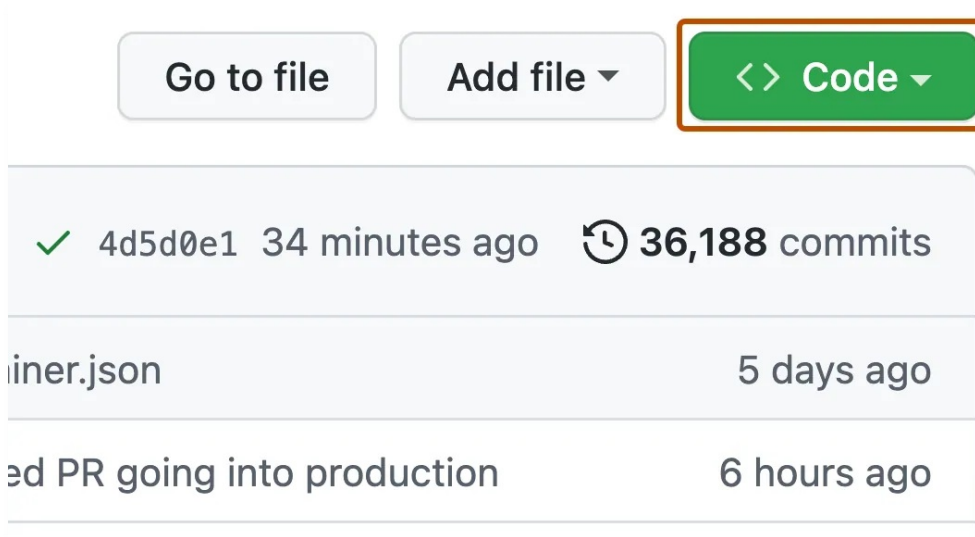 Go to file Add file <> Code
4d5d0e1 34 minutes ago 36,188 commits
iner.json 5 days ago
ed PR going into production 6 hours ago